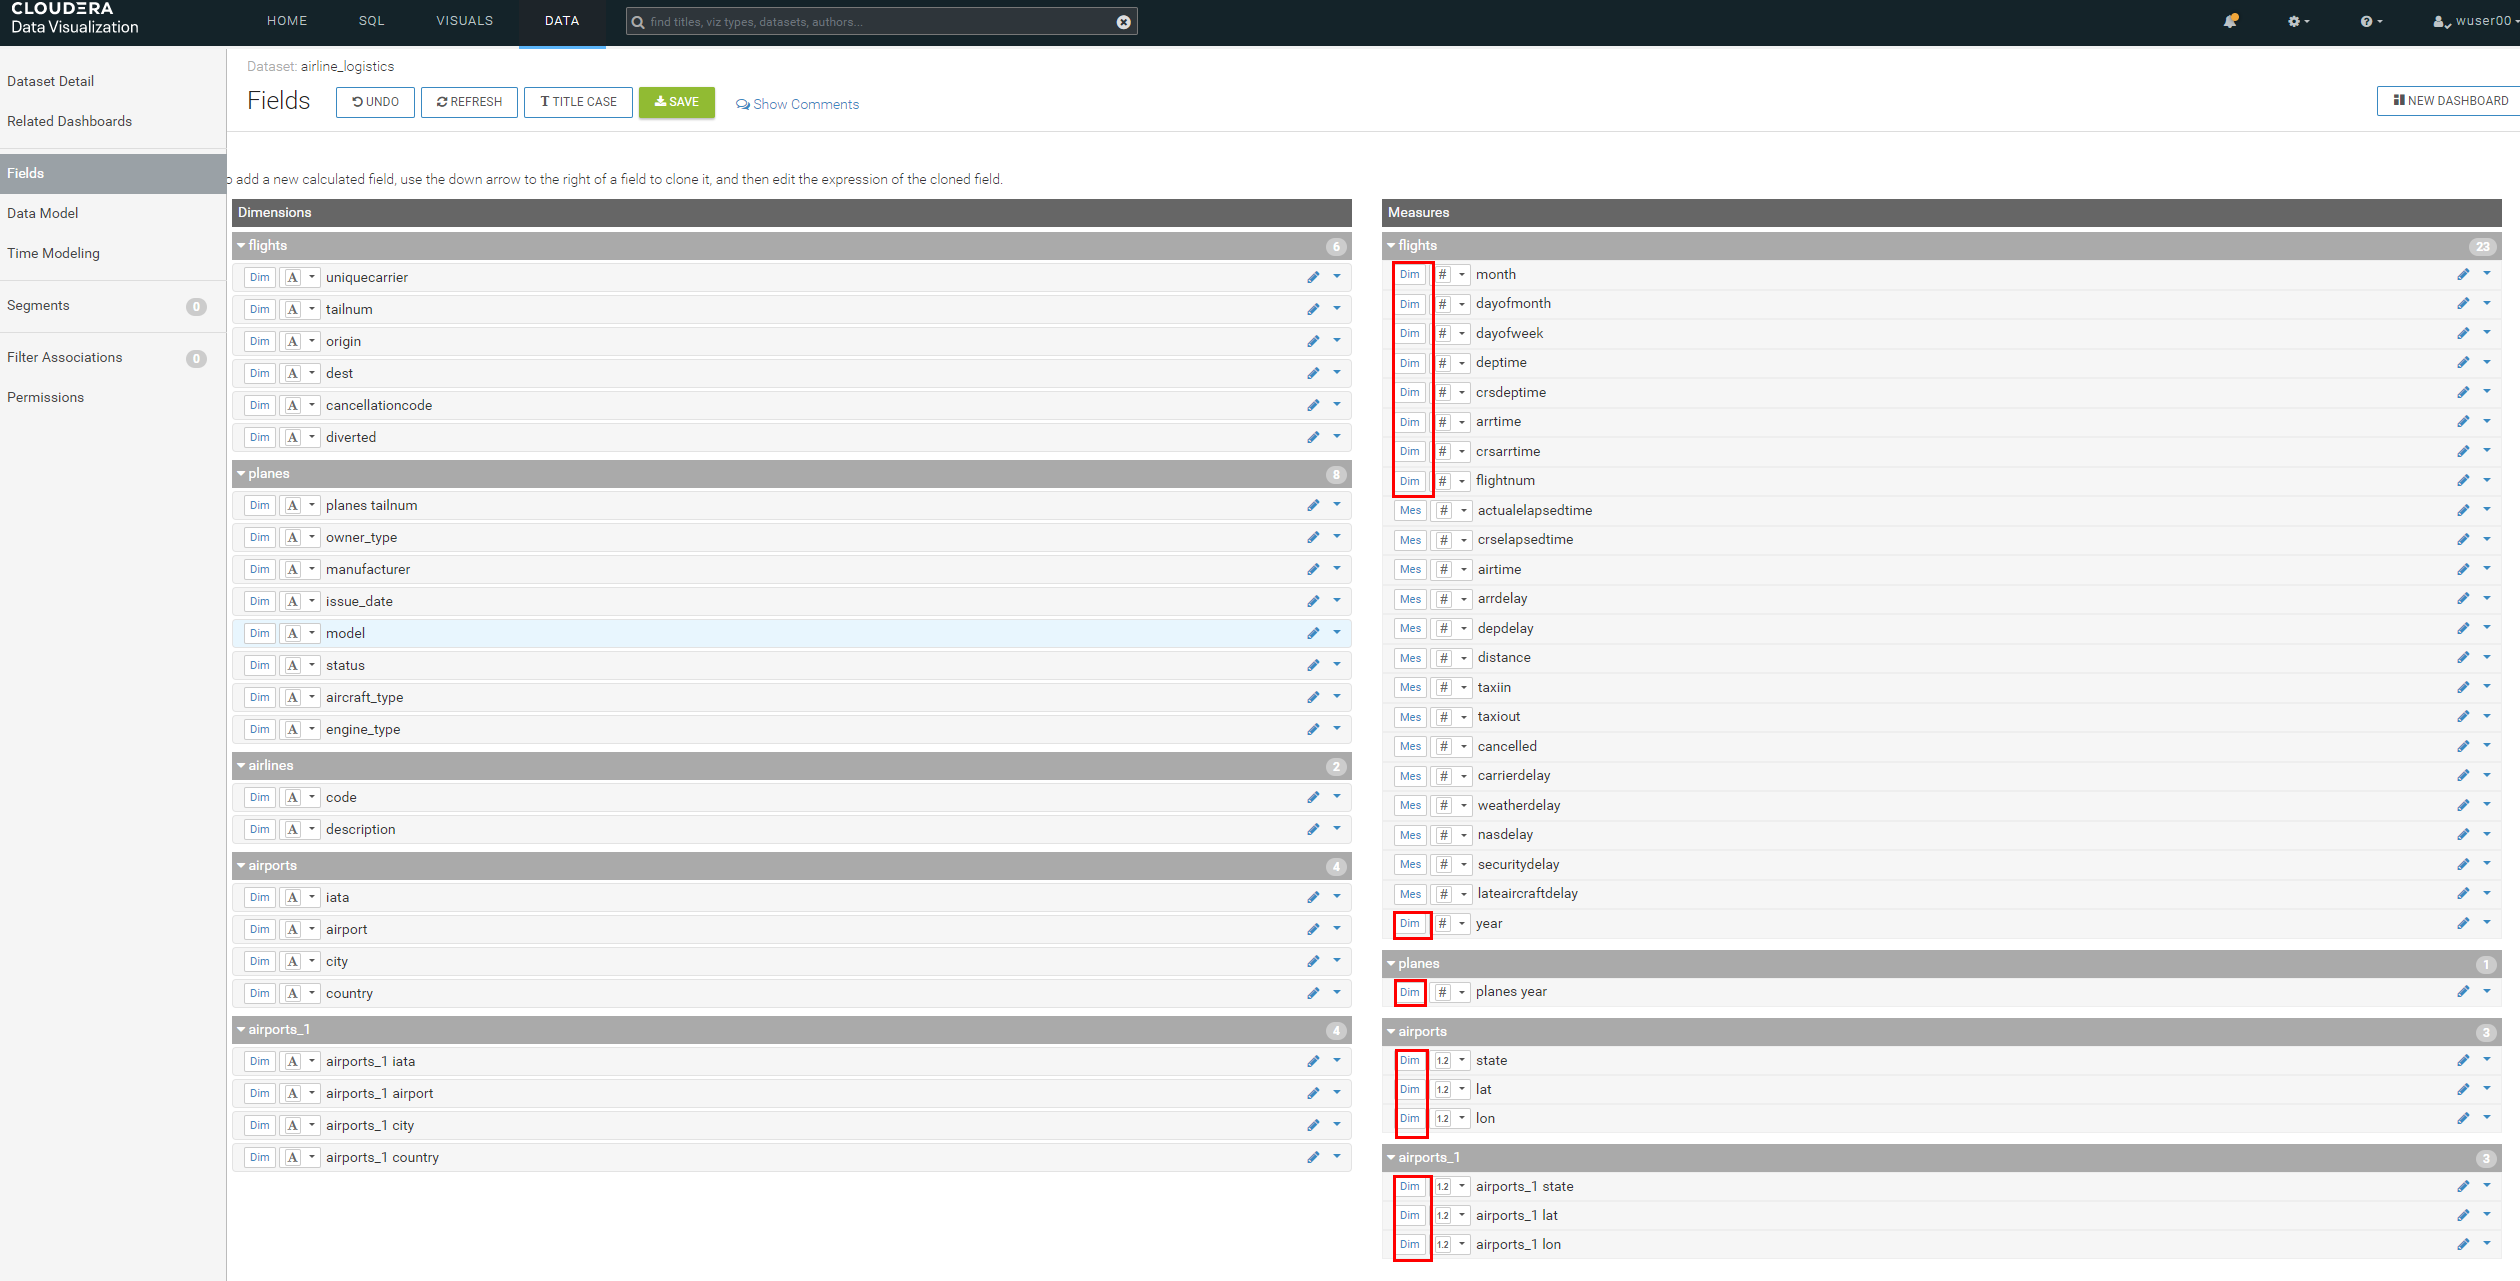 CLOUDERA
Data Visualization
HOME
SQL
VISUALS
DATA
find titles, viz types, datasets, authors...
wuser00
Dataset Detail
Related Dashboards
Fields
Data Model
Time Modeling
Segments 0
Filter Associations 0
Permissions
Dataset: airline_logistics
Fields
UNDO
REFRESH
T TITLE CASE
SAVE
Show Comments
NEW DASHBOARD
o add a new calculated field, use the down arrow to the right of a field to clone it, and then edit the expression of the cloned field.
Dimensions
flights 6
Dim A uniquecarrier
Dim A tailnum
Dim A origin
Dim A dest
Dim A cancellationcode
Dim A diverted
planes 8
Dim A planes tailnum
Dim A owner_type
Dim A manufacturer
Dim A issue_date
Dim A model
Dim A status
Dim A aircraft_type
Dim A engine_type
airlines 2
Dim A code
Dim A description
airports 4
Dim A iata
Dim A airport
Dim A city
Dim A country
airports_1 4
Dim A airports_1 iata
Dim A airports_1 airport
Dim A airports_1 city
Dim A airports_1 country
Measures
flights 23
Dim # month
Dim # dayofmonth
Dim # dayofweek
Dim # deptime
Dim # crsdeptime
Dim # arrtime
Dim # crsarrtime
Dim # flightnum
Mes # actualelapsedtime
Mes # crselapsedtime
Mes # airtime
Mes # arrdelay
Mes # depdelay
Mes # distance
Mes # taxiin
Mes # taxiout
Mes # cancelled
Mes # carrierdelay
Mes # weatherdelay
Mes # nasdelay
Mes # securitydelay
Mes # lateaircraftdelay
Dim # year
planes 1
Dim # planes year
airports 3
Dim 1.2 state
Dim 1.2 lat
Dim 1.2 lon
airports_1 3
Dim 1.2 airports_1 state
Dim 1.2 airports_1 lat
Dim 1.2 airports_1 lon